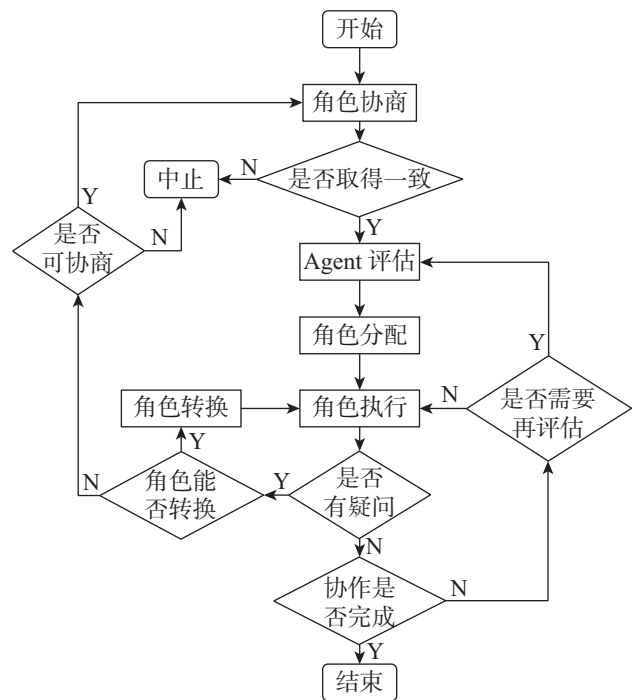 开始
角色协商
是否取得一致
N
中止
Y
Y
是否
可协商
N
Agent 评估
角色分配
Y
角色转换
角色执行
N
是否需要
再评估
Y
N
角色能
否转换
Y
是否
有疑问
N
协作是
否完成
N
Y
结束